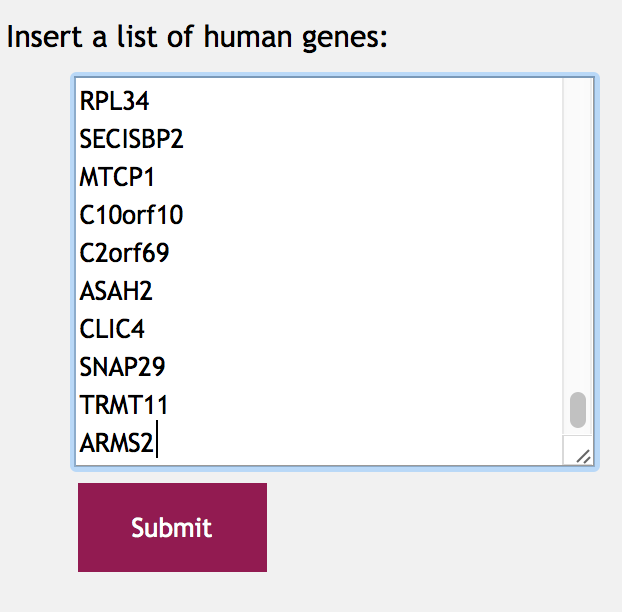 Insert a list of human genes:
RPL34
SECISBP2
MTCP1
C10orf10
C2orf69
ASAH2
CLIC4
SNAP29
TRMT11
ARMS2
Submit